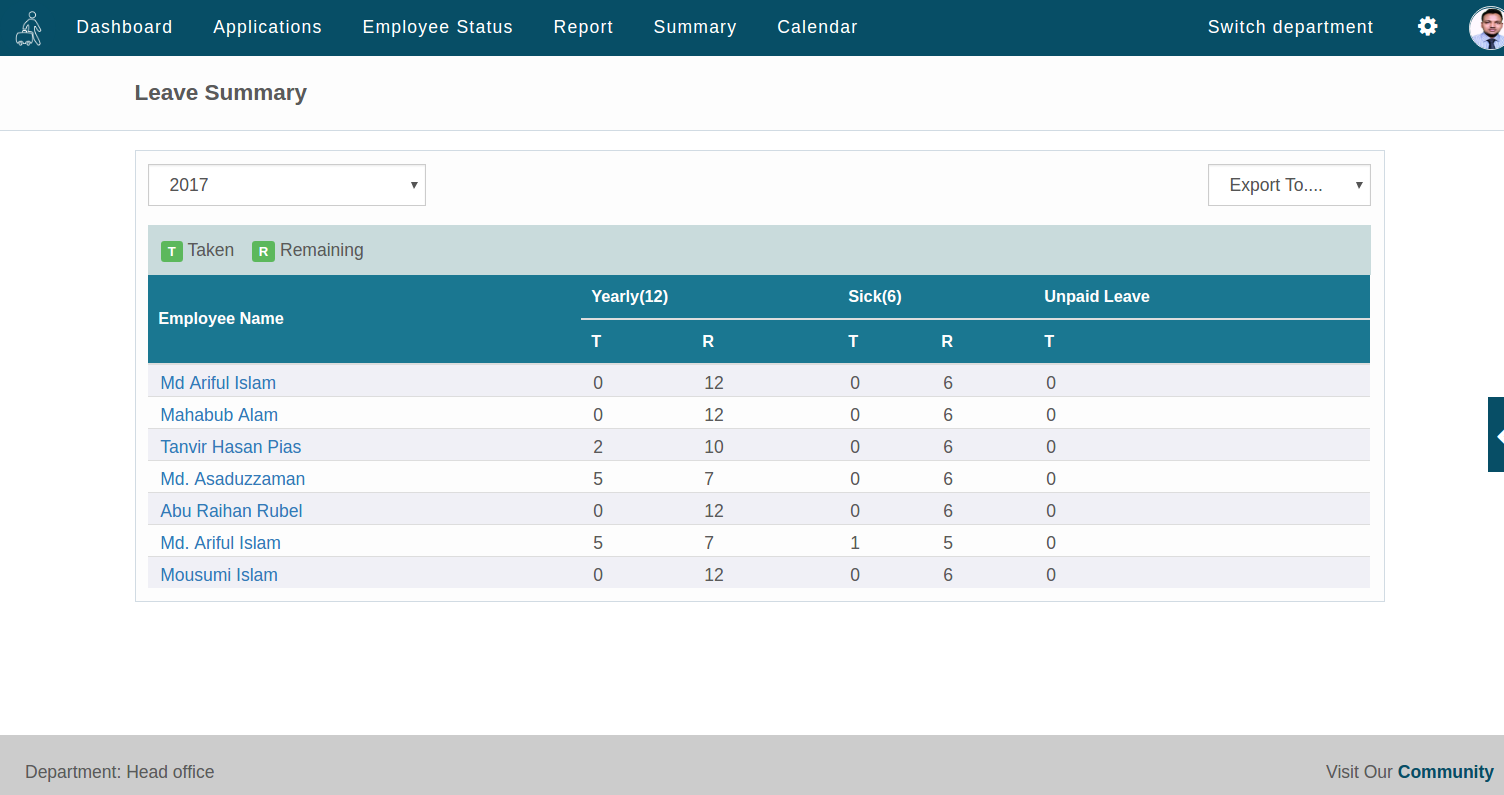 Dashboard Applications Employee Status Report Summary Calendar Switch department
Leave Summary
2017 Export To....
T Taken R Remaining
Employee Name Yearly(12) Sick(6) Unpaid Leave
T R T R T
Md Ariful Islam 0 12 0 6 0
Mahabub Alam 0 12 0 6 0
Tanvir Hasan Pias 2 10 0 6 0
Md. Asaduzzaman 5 7 0 6 0
Abu Raihan Rubel 0 12 0 6 0
Md. Ariful Islam 5 7 1 5 0
Mousumi Islam 0 12 0 6 0
Department: Head office Visit Our Community